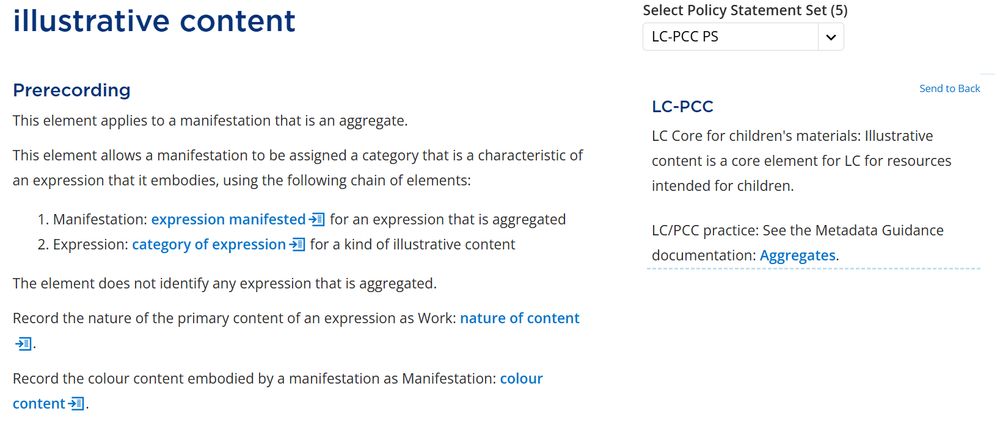 illustrative content
Prerecording
This element applies to a manifestation that is an aggregate.
This element allows a manifestation to be assigned a category that is a characteristic of
an expression that it embodies, using the following chain of elements:
1. Manifestation: expression manifested for an expression that is aggregated
2. Expression: category of expression for a kind of illustrative content
The element does not identify any expression that is aggregated.
Record the nature of the primary content of an expression as Work: nature of content
.
Record the colour content embodied by a manifestation as Manifestation: colour
content .
Select Policy Statement Set (5)
LC-PCC PS
Send to Back
LC-PCC
LC Core for children's materials: Illustrative
content is a core element for LC for resources
intended for children.
LC/PCC practice: See the Metadata Guidance
documentation: Aggregates.